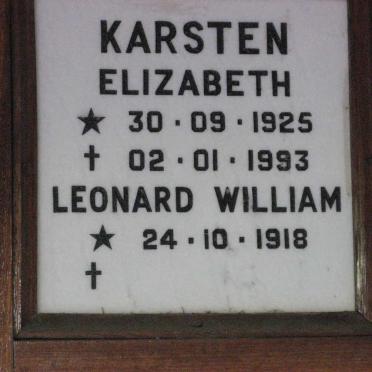 KARSTEN
ELIZABETH
★ 30 · 09 · 1925
† 02 · 01 · 1993
LEONARD WILLIAM
★ 24 · 10 · 1918
†